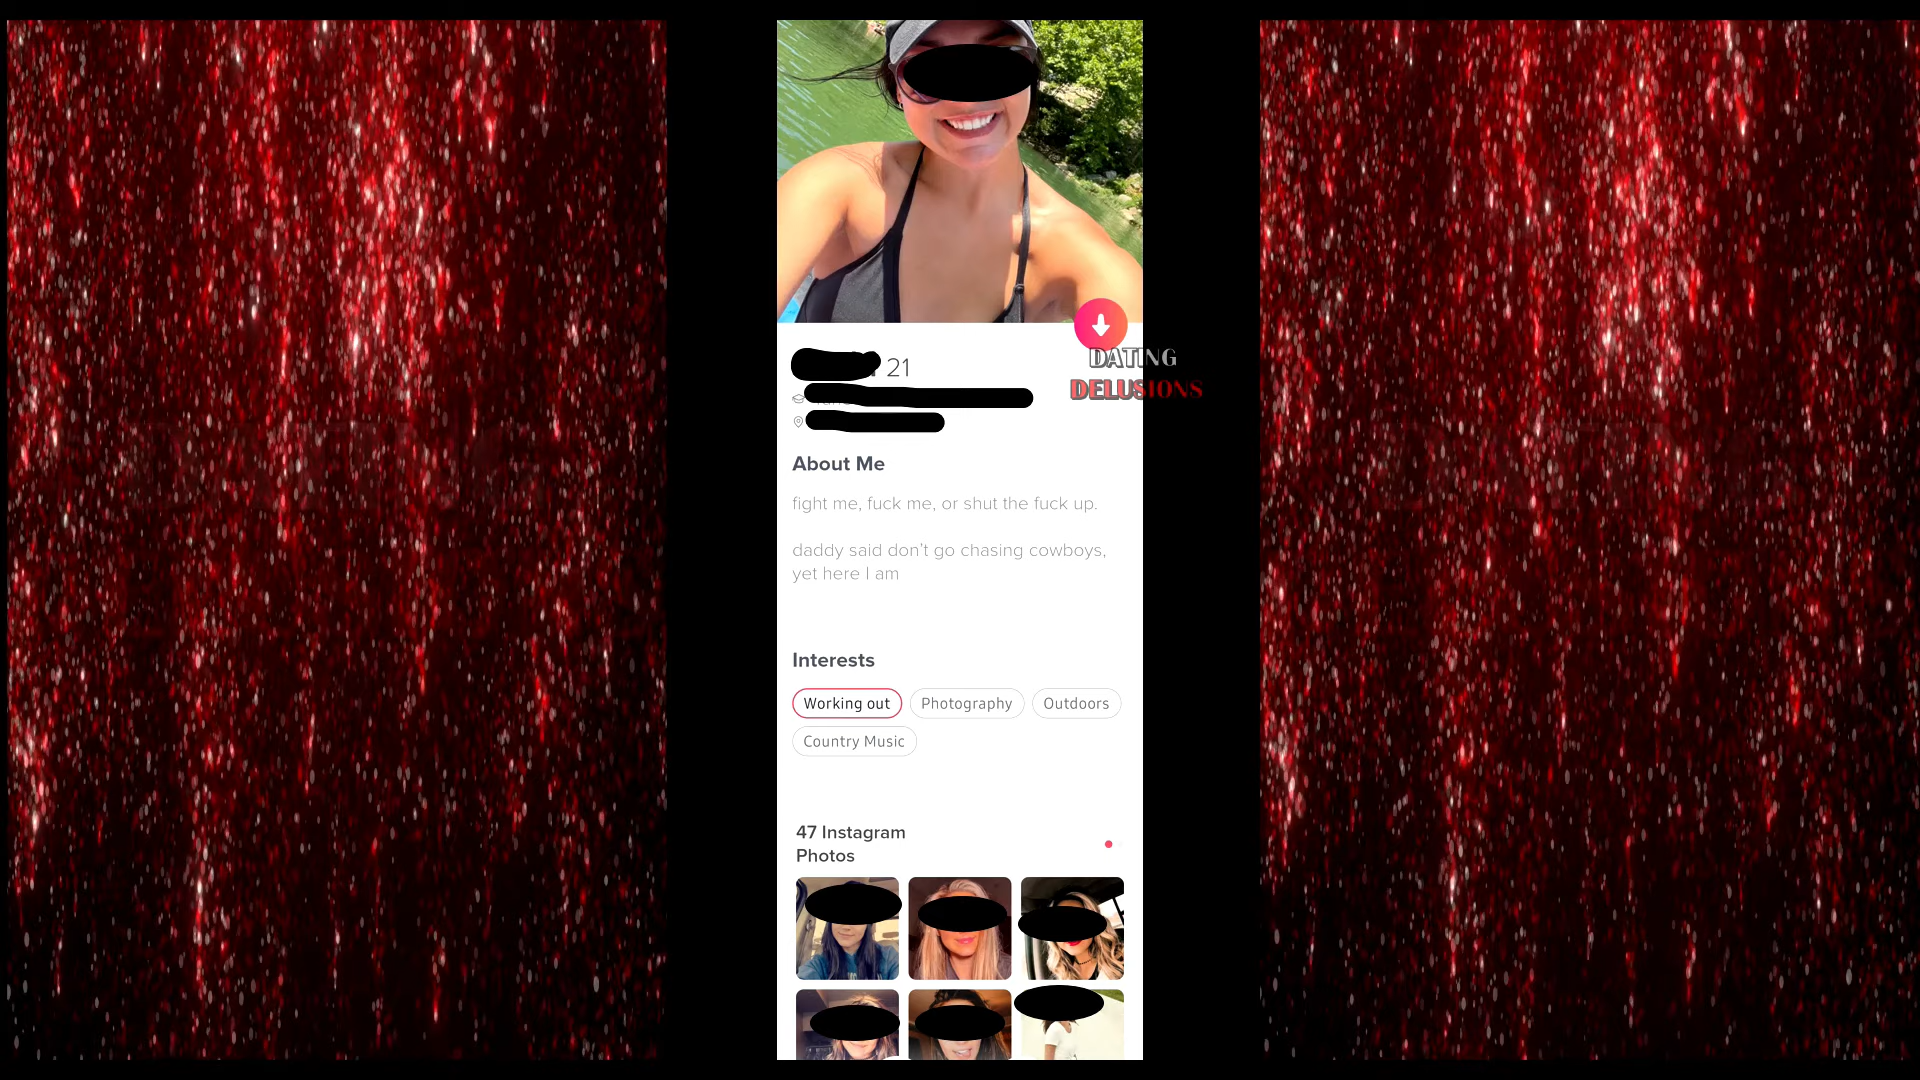 21
DATING
DELUSIONS
About Me
fight me, fuck me, or shut the fuck up.
daddy said don't go chasing cowboys,
yet here I am
Interests
Working out
Photography
Outdoors
Country Music
47 Instagram
Photos